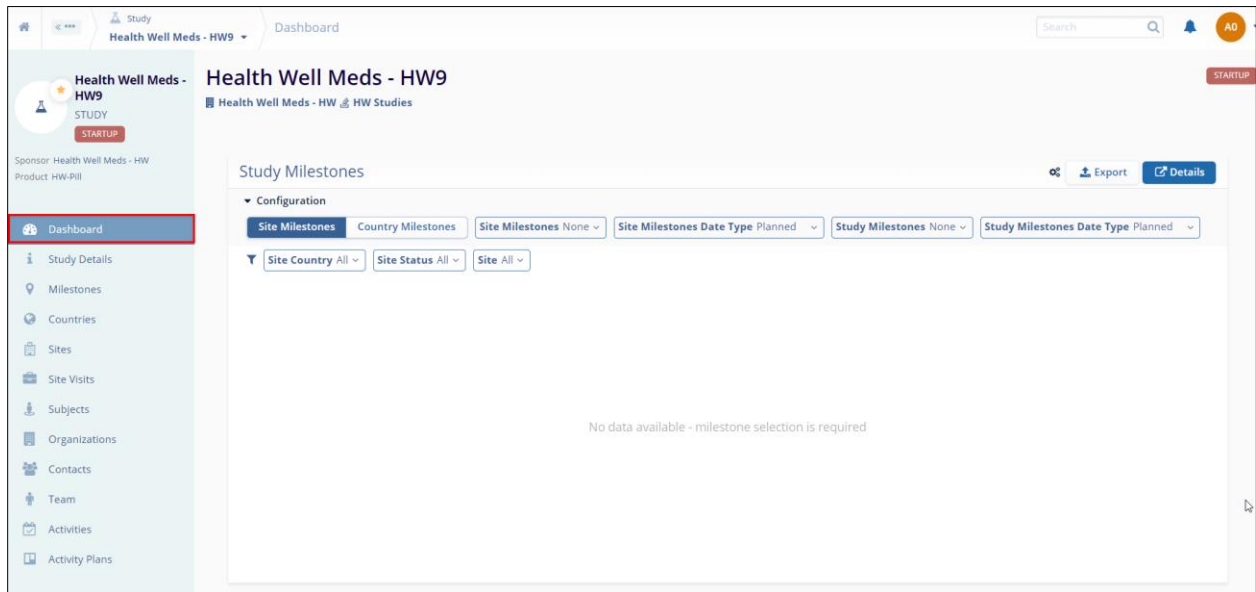 Study
Health Well Meds - HW9
Dashboard
Search
A0
Health Well Meds -
HW9
STUDY
STARTUP
Sponsor Health Well Meds - HW
Product HW-Pill
Dashboard
Study Details
Milestones
Countries
Sites
Site Visits
Subjects
Organizations
Contacts
Team
Activities
Activity Plans
Health Well Meds - HW9
STARTUP
Health Well Meds - HW HW Studies
Study Milestones
Export
Details
Configuration
Site Milestones Country Milestones Site Milestones None Site Milestones Date Type Planned Study Milestones None Study Milestones Date Type Planned
Site Country All Site Status All Site All
No data available - milestone selection is required